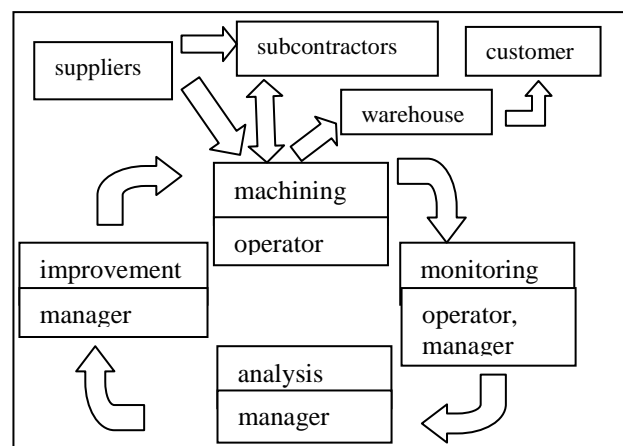 subcontractors
customer
suppliers
warehouse
machining
operator
improvement
manager
monitoring
operator,
manager
analysis
manager